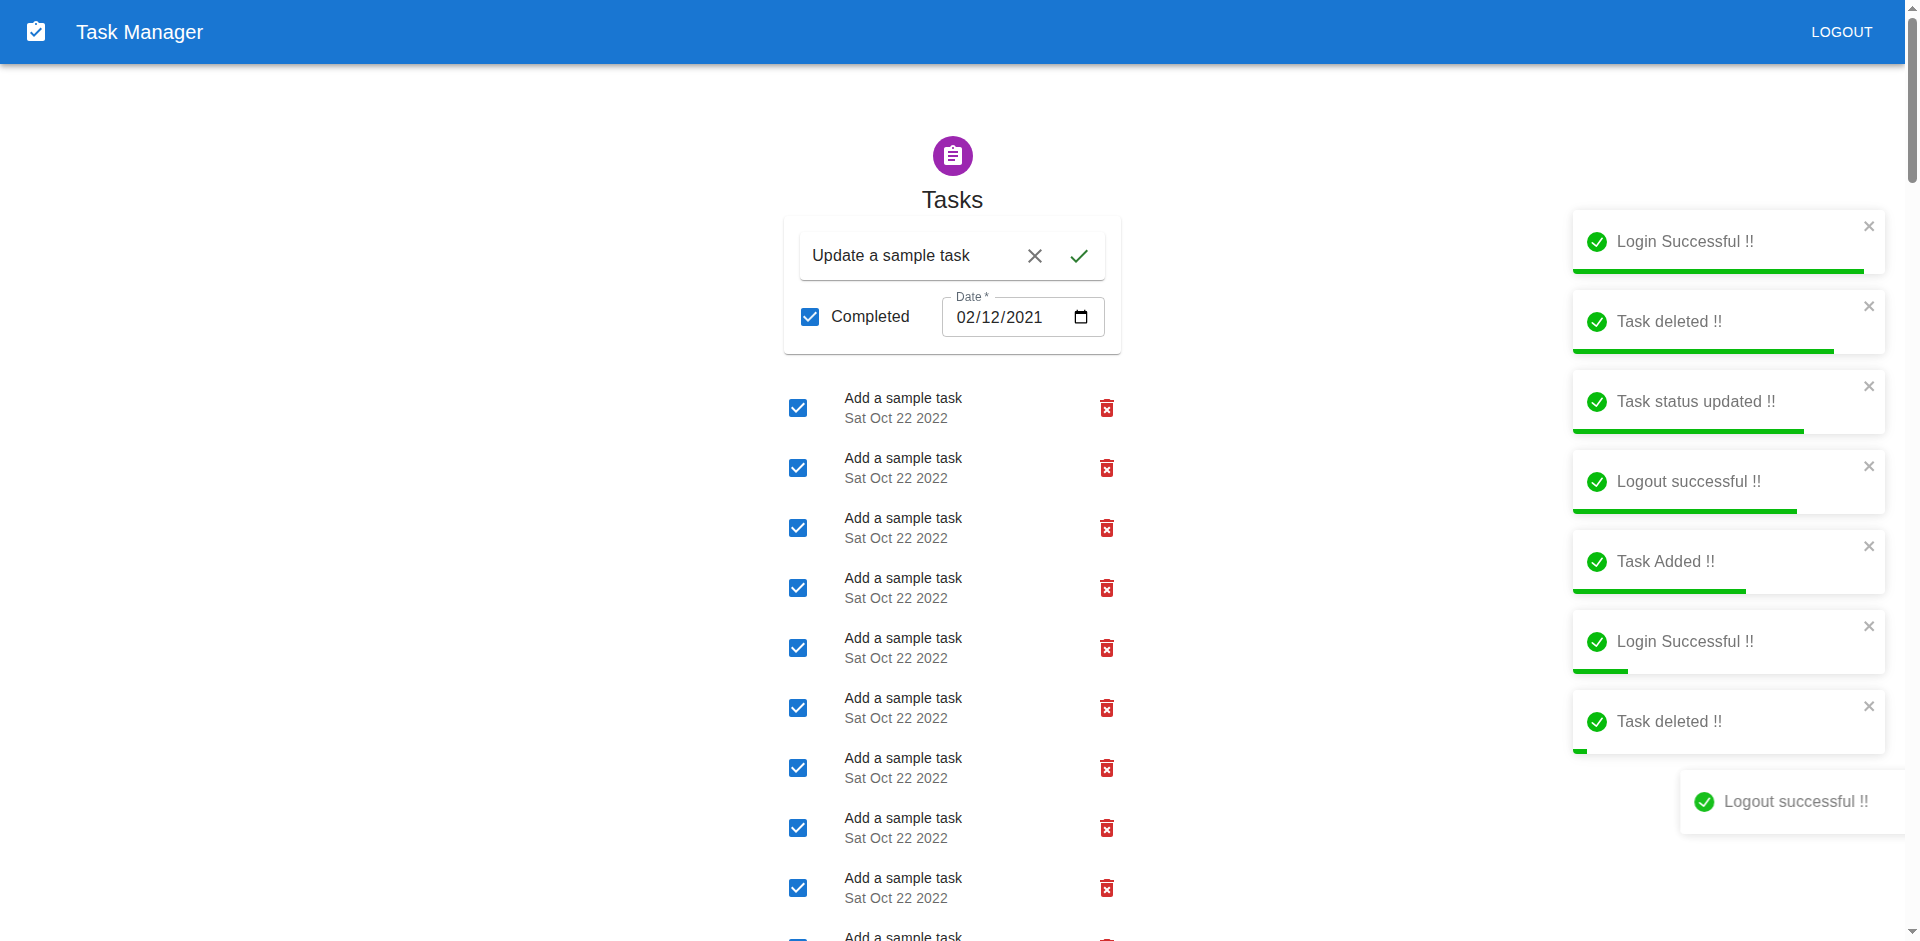 Task Manager
LOGOUT
Tasks
Update a sample task
Completed
Date *
02/12/2021
Add a sample task
Sat Oct 22 2022
Add a sample task
Sat Oct 22 2022
Add a sample task
Sat Oct 22 2022
Add a sample task
Sat Oct 22 2022
Add a sample task
Sat Oct 22 2022
Add a sample task
Sat Oct 22 2022
Add a sample task
Sat Oct 22 2022
Add a sample task
Sat Oct 22 2022
Add a sample task
Sat Oct 22 2022
Add a sample task
Login Successful !!
Task deleted !!
Task status updated !!
Logout successful !!
Task Added !!
Login Successful !!
Task deleted !!
Logout successful !!